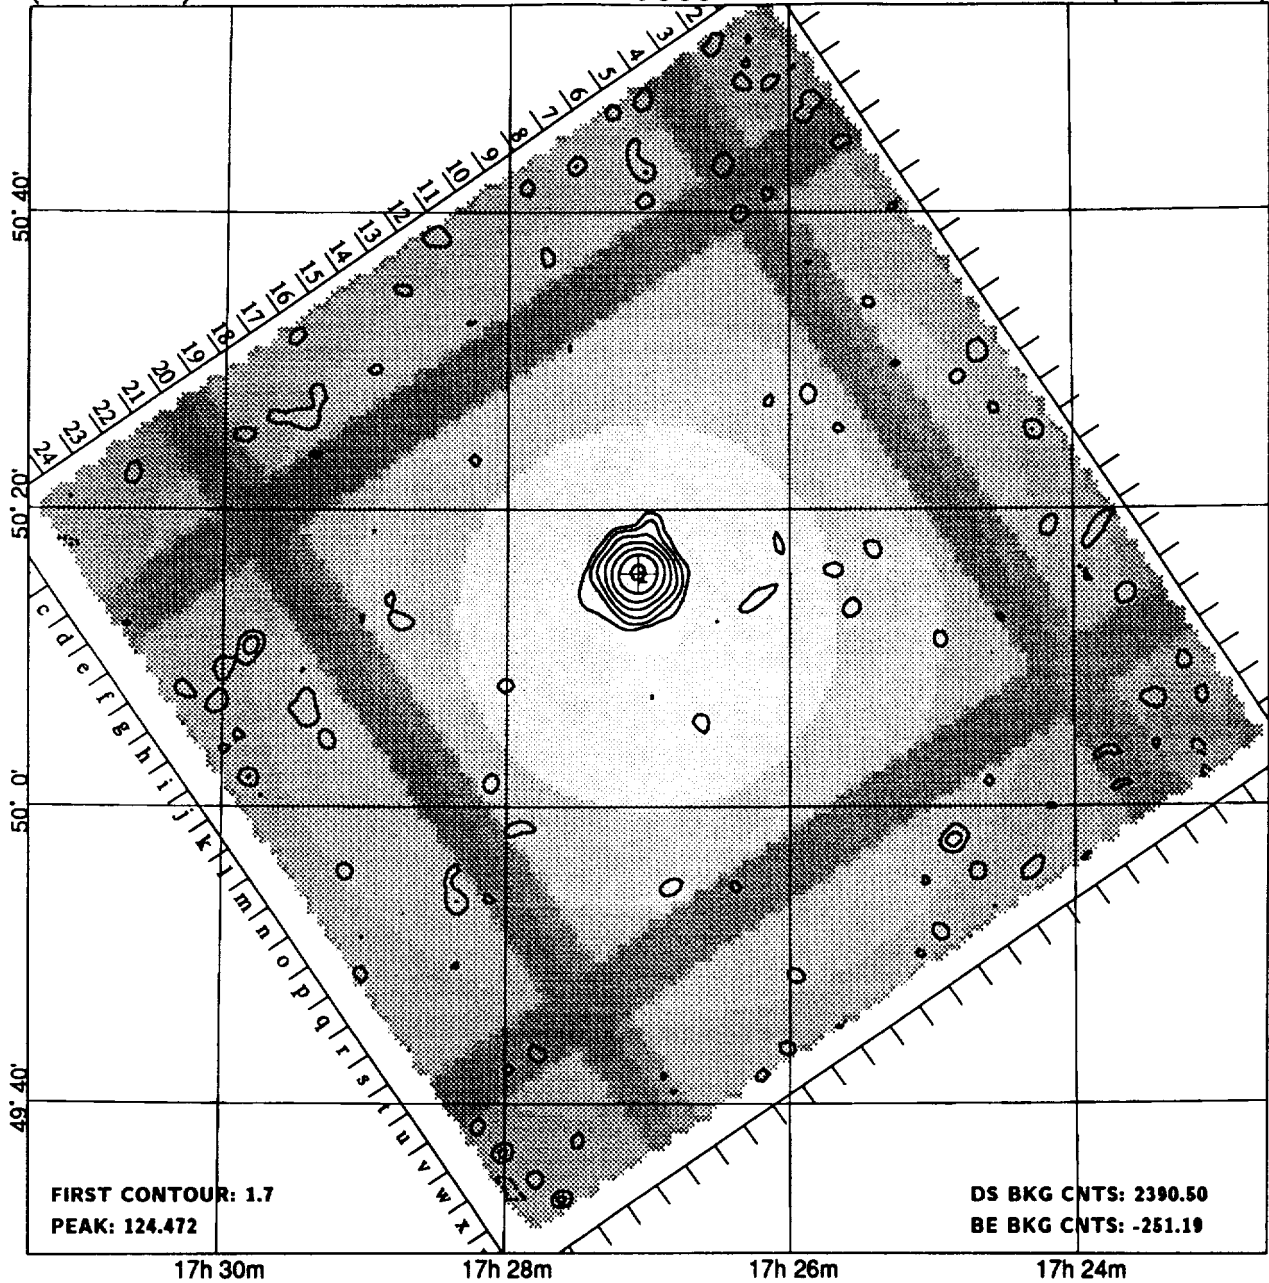 2
3
4
5
6
7
8
9
10
11
12
13
14
15
16
17
18
19
20
21
22
23
24
50° 40'
50° 20'
50° 0'
49° 40'
c
d
e
f
g
h
i
j
k
l
m
n
o
p
q
r
s
t
u
v
w
x
FIRST CONTOUR: 1.7
PEAK: 124.472
DS BKG CNTS: 2390.50
BE BKG CNTS: -251.19
17h 30m
17h 28m
17h 26m
17h 24m